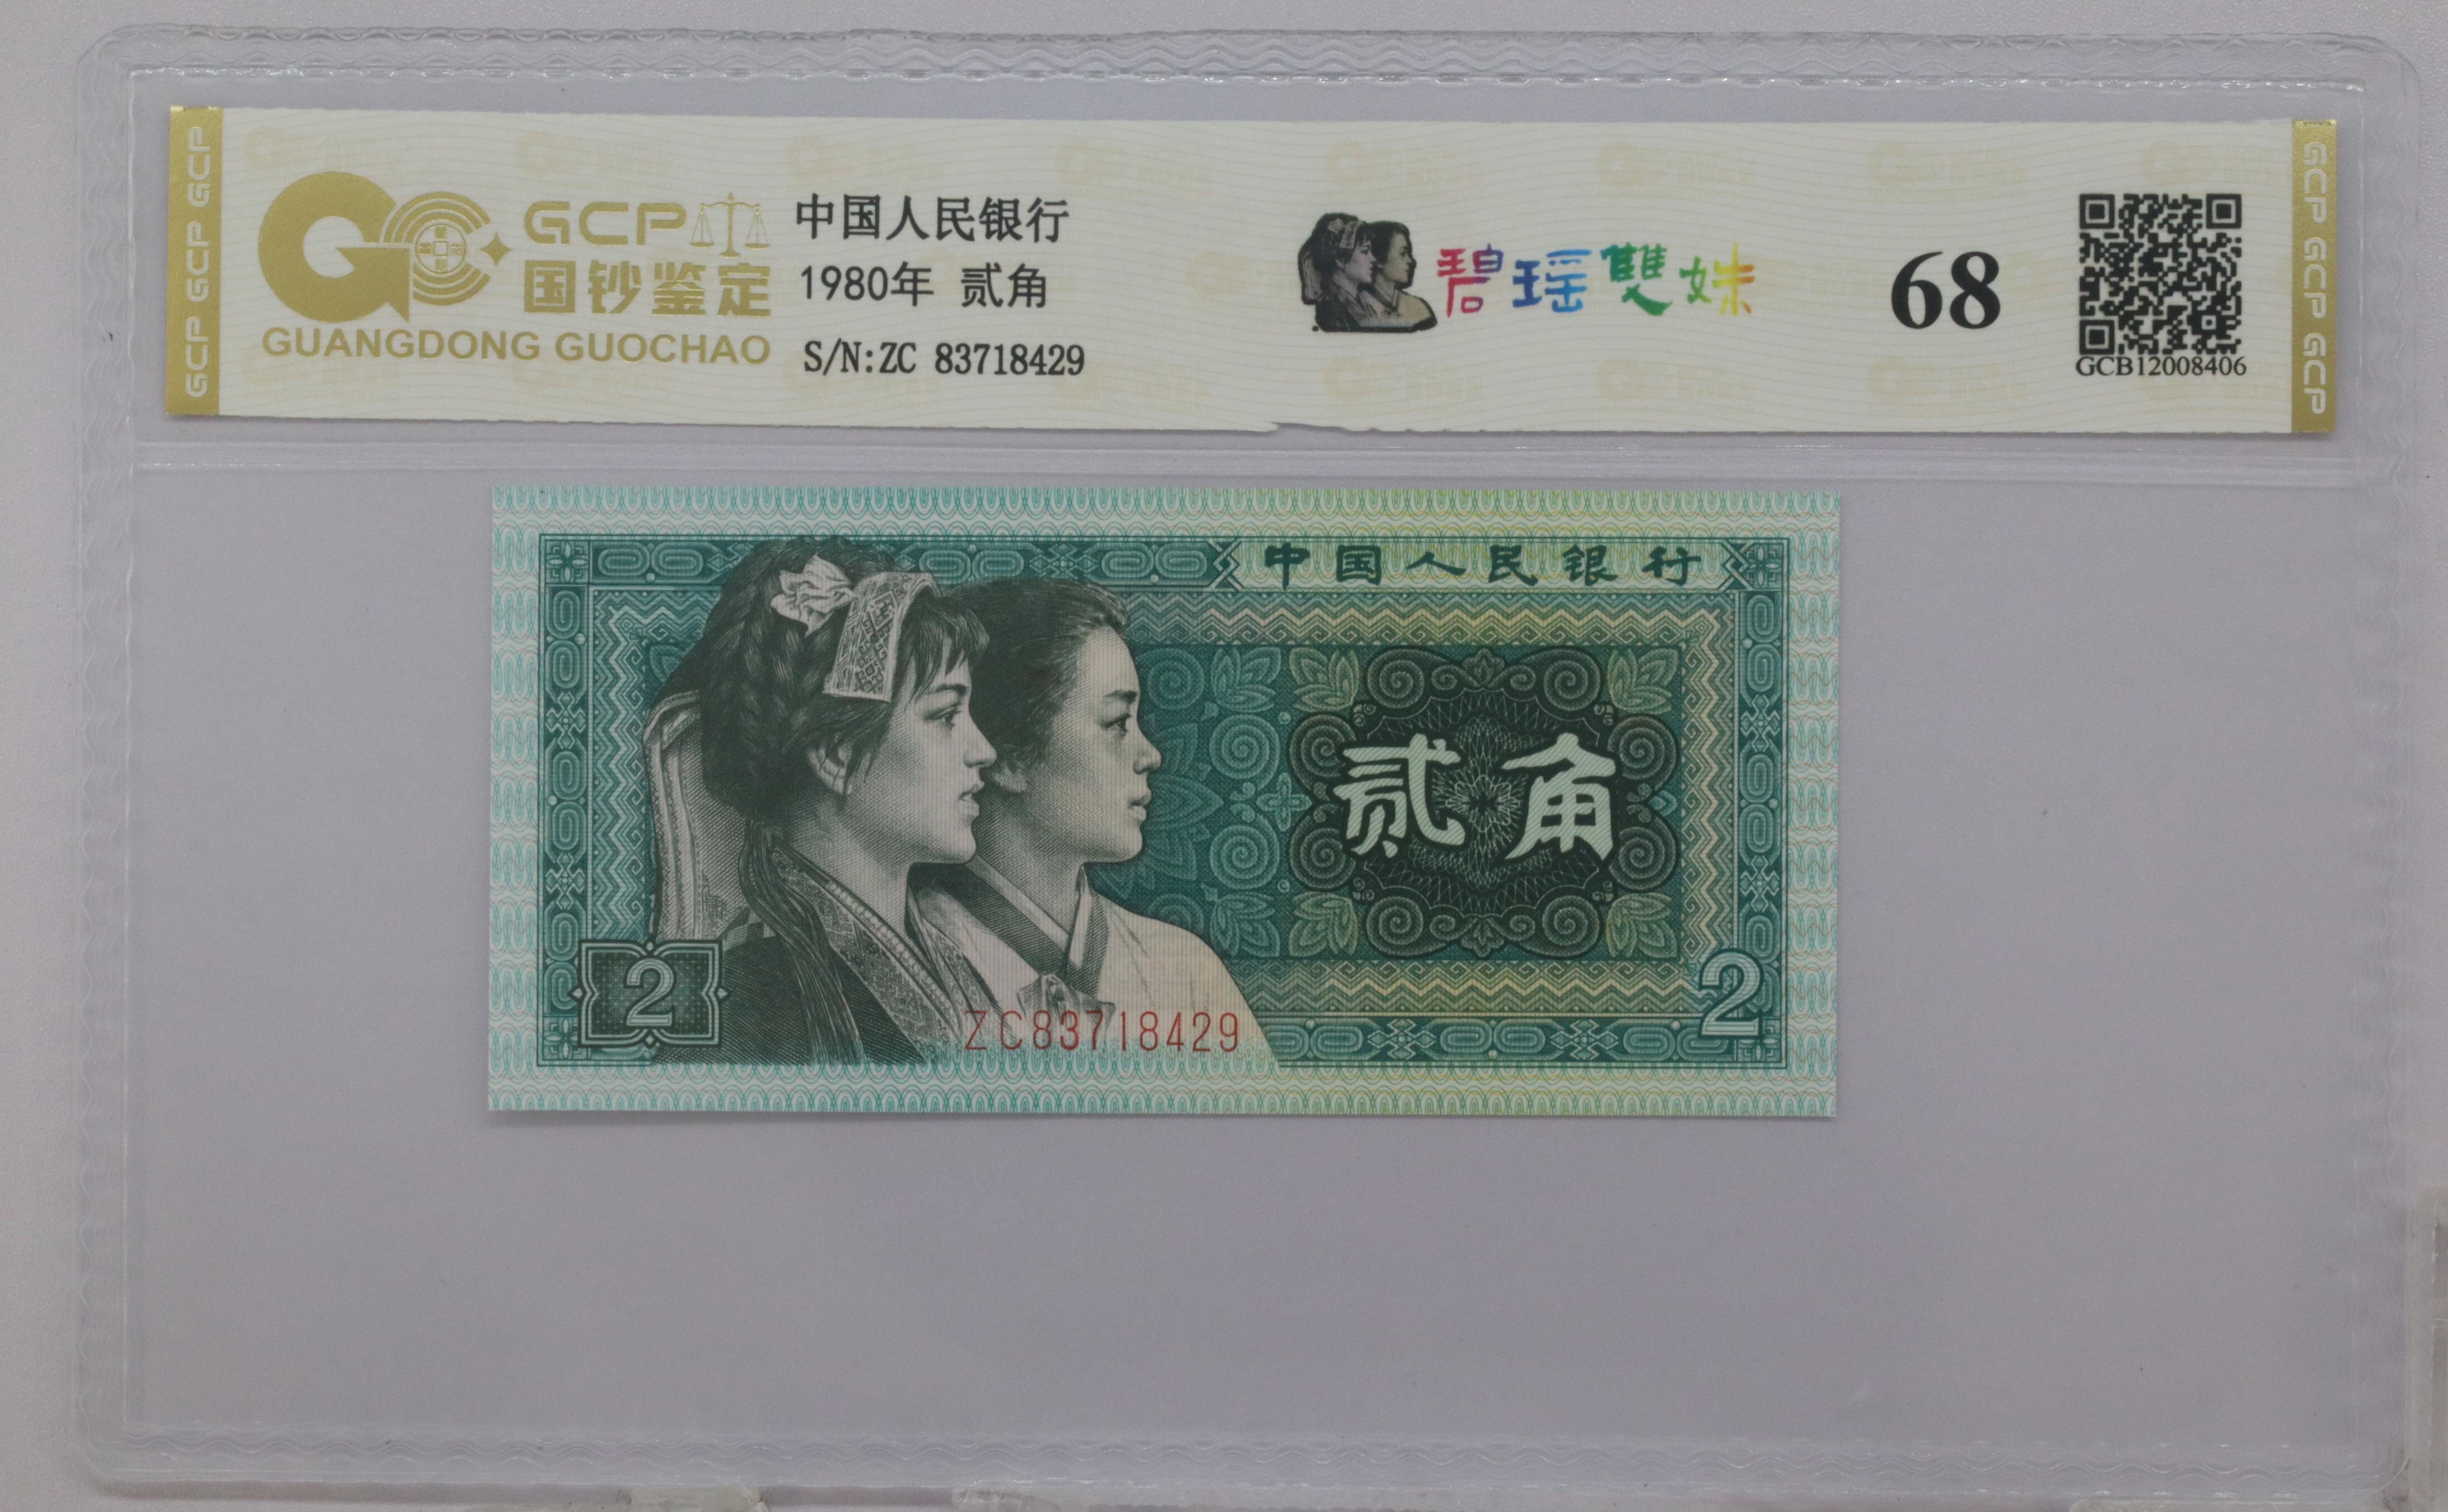 GCP GCP GCP
GCP
国钞鉴定
GUANGDONG GUOCHAO
中国人民银行
1980年 贰角
S/N:ZC 83718429
碧瑶雙姝
68
GCB12008406
GCP GCP GCP
中国人民银行
贰角
2
2
ZC83718429